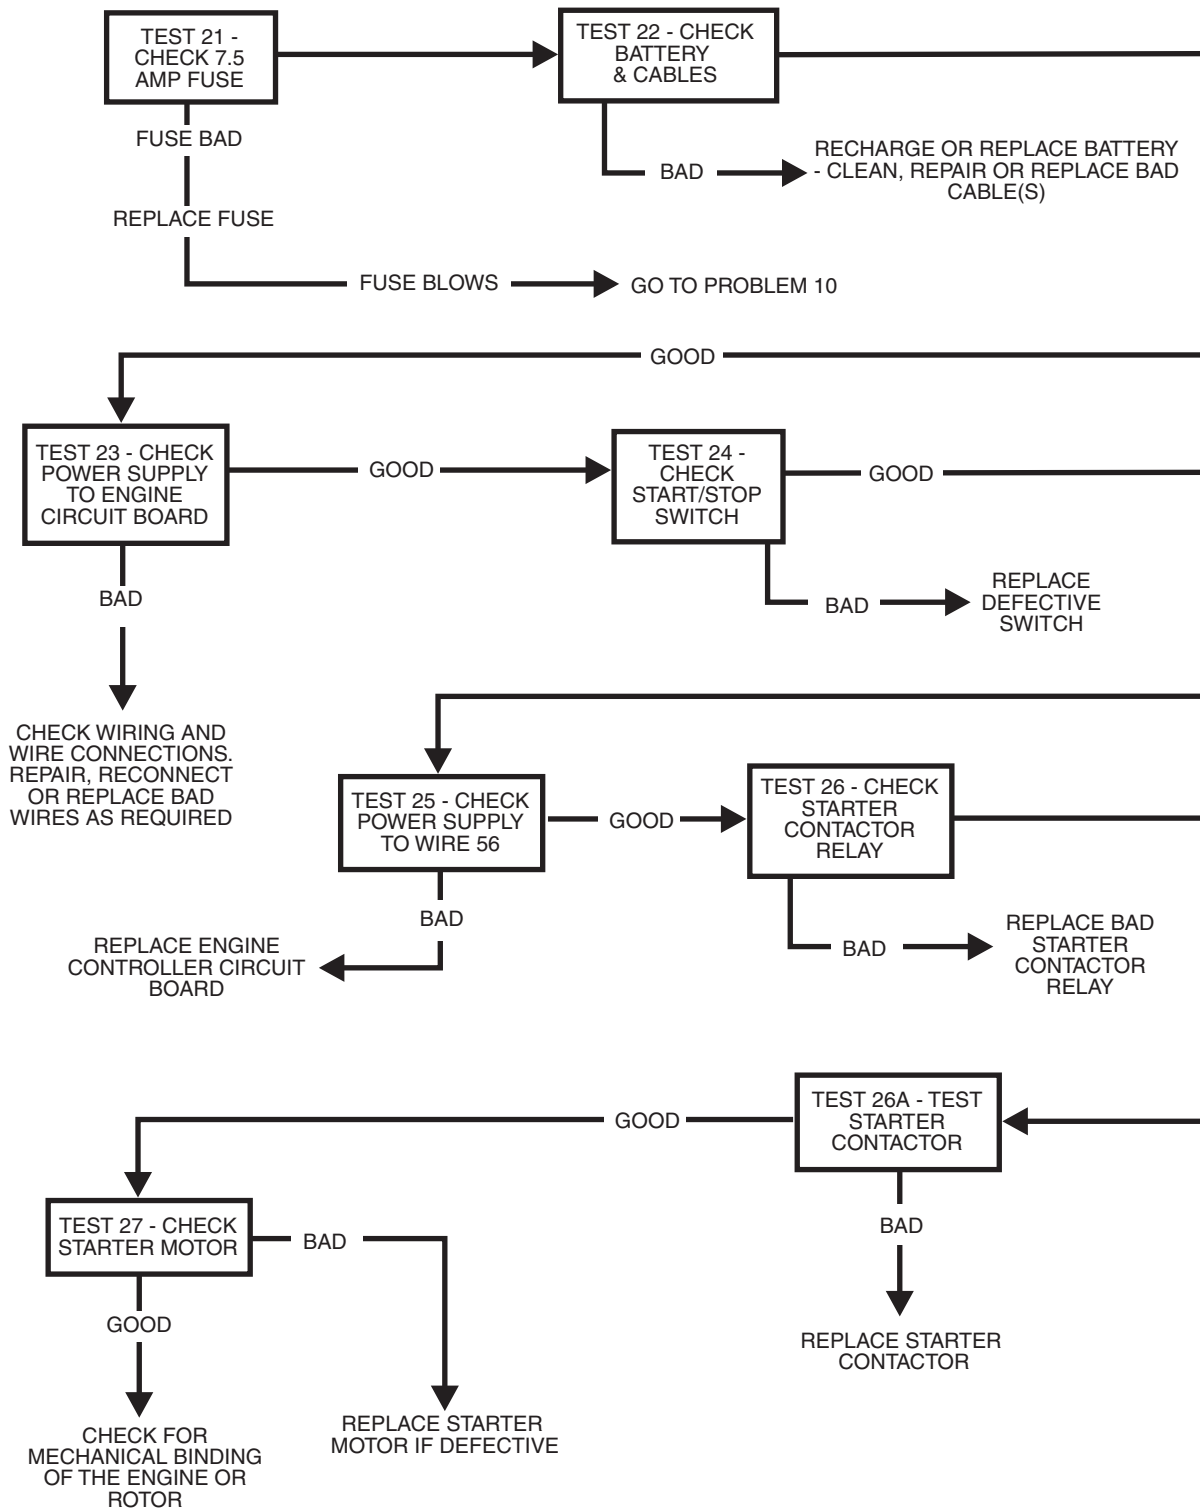 TEST 21 -
CHECK 7.5
AMP FUSE
TEST 22 - CHECK
BATTERY
& CABLES
FUSE BAD
BAD
RECHARGE OR REPLACE BATTERY
- CLEAN, REPAIR OR REPLACE BAD
CABLE(S)
REPLACE FUSE
FUSE BLOWS
GO TO PROBLEM 10
GOOD
TEST 23 - CHECK
POWER SUPPLY
TO ENGINE
CIRCUIT BOARD
GOOD
TEST 24 -
CHECK
START/STOP
SWITCH
GOOD
BAD
BAD
REPLACE
DEFECTIVE
SWITCH
CHECK WIRING AND
WIRE CONNECTIONS.
REPAIR, RECONNECT
OR REPLACE BAD
WIRES AS REQUIRED
TEST 25 - CHECK
POWER SUPPLY
TO WIRE 56
GOOD
TEST 26 - CHECK
STARTER
CONTACTOR
RELAY
BAD
REPLACE ENGINE
CONTROLLER CIRCUIT
BOARD
BAD
REPLACE BAD
STARTER
CONTACTOR
RELAY
TEST 26A - TEST
STARTER
CONTACTOR
GOOD
BAD
REPLACE STARTER
CONTACTOR
TEST 27 - CHECK
STARTER MOTOR
BAD
GOOD
CHECK FOR
MECHANICAL BINDING
OF THE ENGINE OR
ROTOR
REPLACE STARTER
MOTOR IF DEFECTIVE